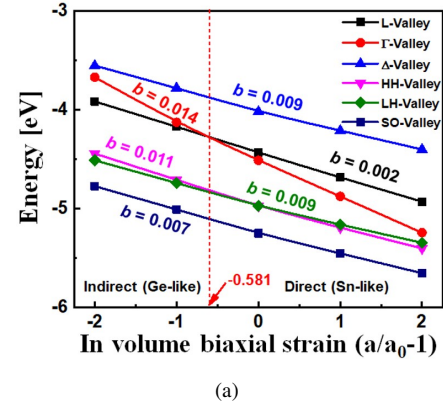 -3
-4
-5
-6
Energy [eV]
L-Valley
Γ-Valley
Δ-Valley
HH-Valley
LH-Valley
SO-Valley
b = 0.009
b = 0.014
b = 0.002
b = 0.011
b = 0.009
b = 0.007
Indirect (Ge-like)
Direct (Sn-like)
-0.581
-2 -1 0 1 2
In volume biaxial strain (a/a₀-1)
(a)